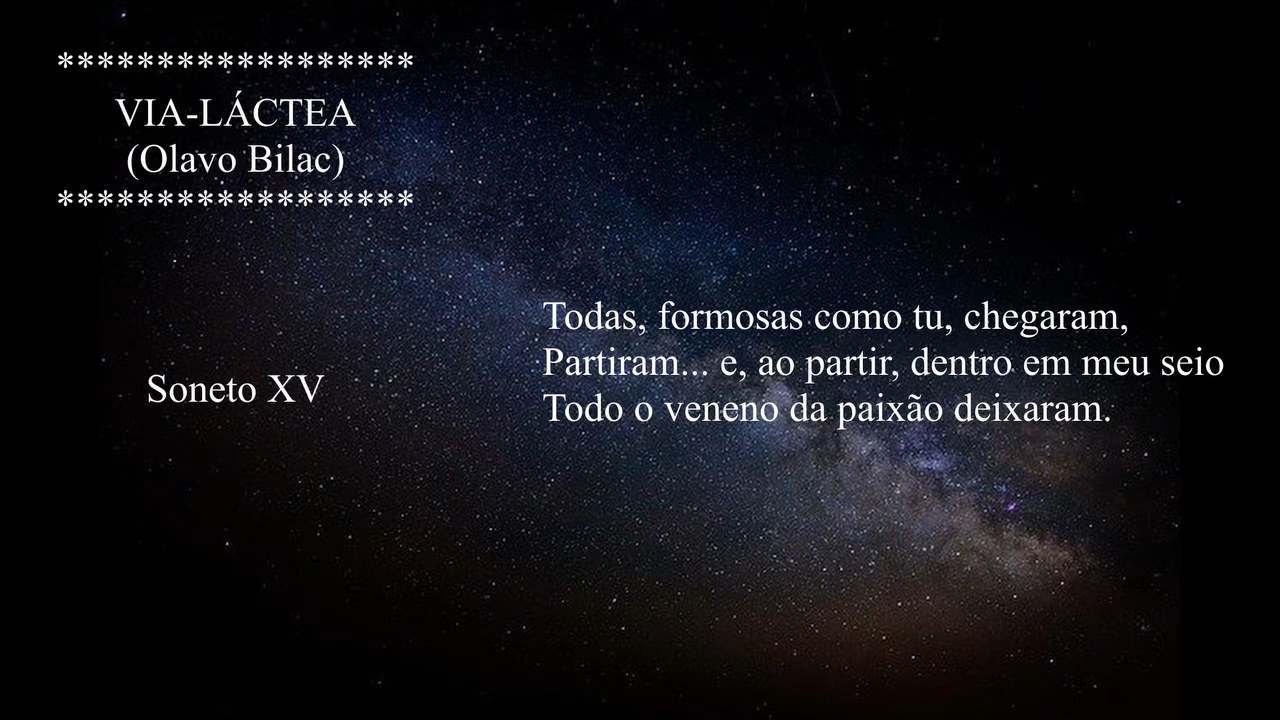 ******************
VIA-LÁCTEA
(Olavo Bilac)
******************
Soneto XV
Todas, formosas como tu, chegaram,
Partiram... e, ao partir, dentro em meu seio
Todo o veneno da paixão deixaram.